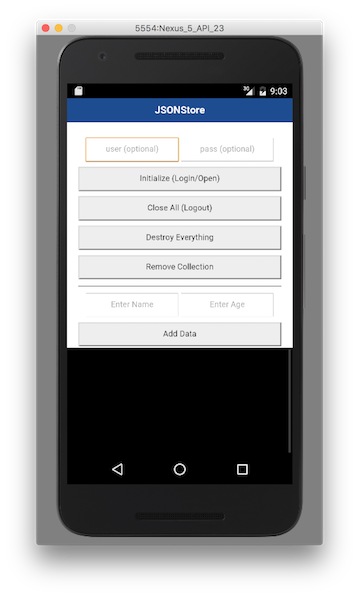 5554:Nexus_5_API_23
3G 9:03
JSONStore
user (optional) pass (optional)
Initialize (Login/Open)
Close All (Logout)
Destroy Everything
Remove Collection
Enter Name Enter Age
Add Data